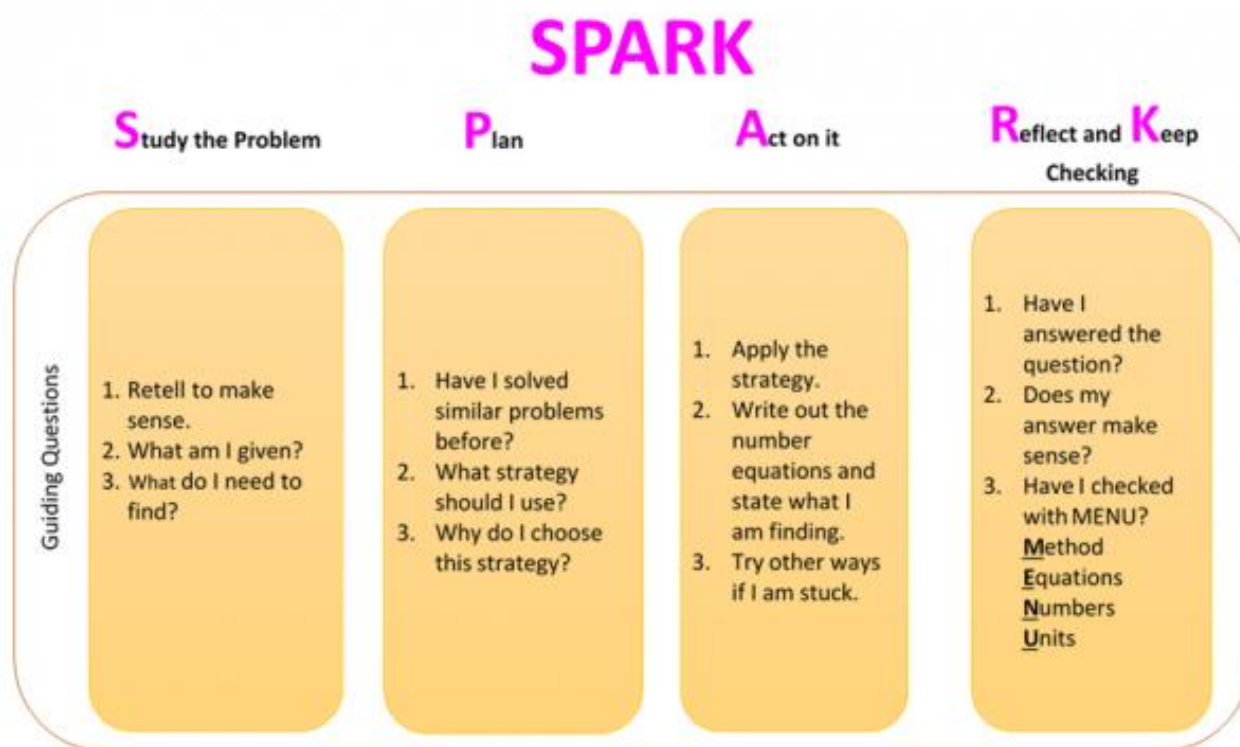 SPARK
Study the Problem
Plan
Act on it
Reflect and Keep
Checking
Guiding Questions
1. Retell to make
sense.
2. What am I given?
3. What do I need to
find?
1. Have I solved
similar problems
before?
2. What strategy
should I use?
3. Why do I choose
this strategy?
1. Apply the
strategy.
2. Write out the
number
equations and
state what I
am finding.
3. Try other ways
if I am stuck.
1. Have I
answered the
question?
2. Does my
answer make
sense?
3. Have I checked
with MENU?
Method
Equations
Numbers
Units